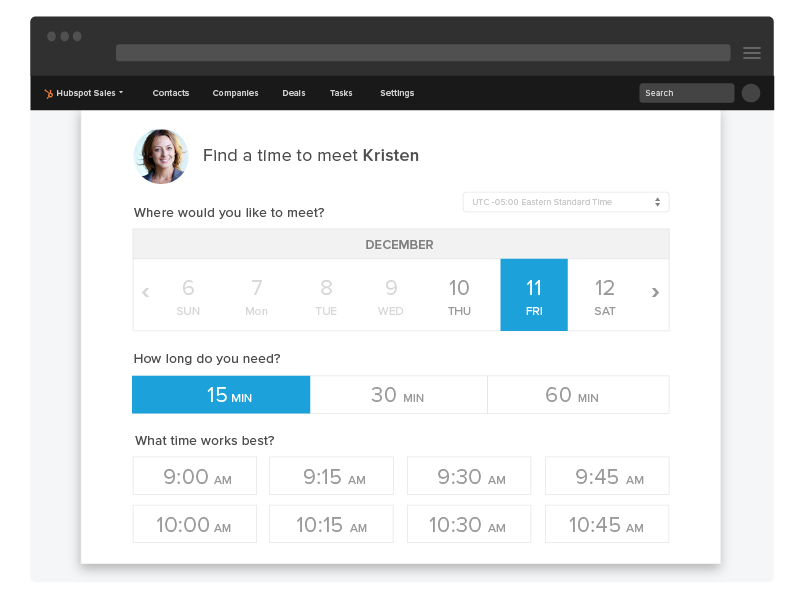 Hubspot Sales Contacts Companies Deals Tasks Settings Search
Find a time to meet Kristen
UTC -05:00 Eastern Standard Time
Where would you like to meet?
DECEMBER
‹ 6 7 8 9 10 11 12 ›
SUN Mon TUE WED THU FRI SAT
How long do you need?
15 MIN 30 MIN 60 MIN
What time works best?
9:00 AM 9:15 AM 9:30 AM 9:45 AM
10:00 AM 10:15 AM 10:30 AM 10:45 AM